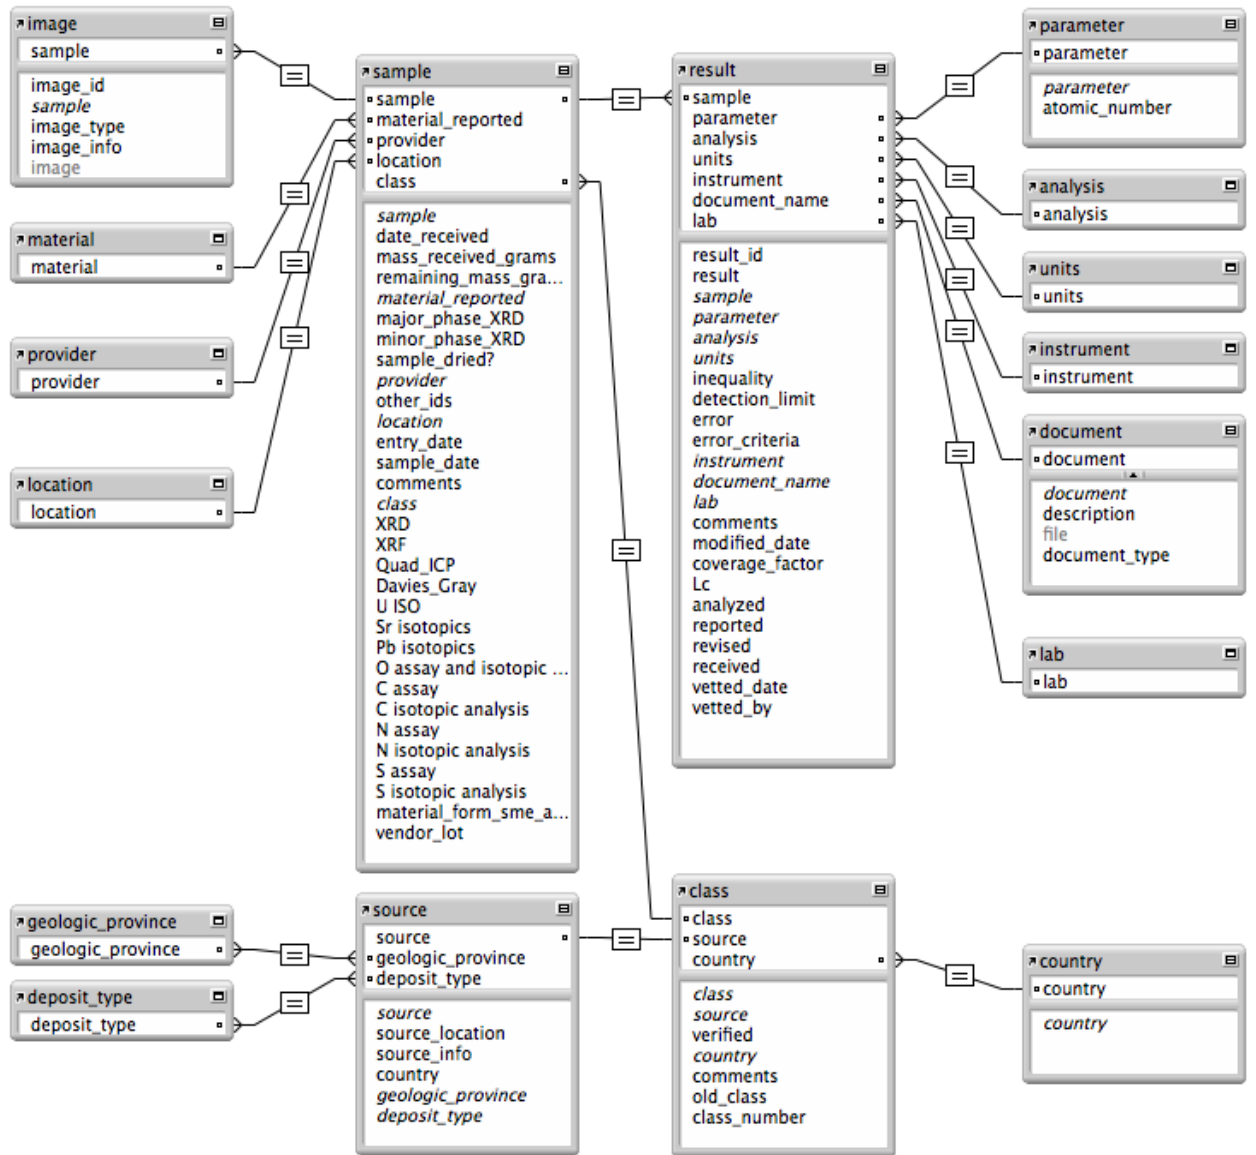 image
sample
image_id
sample
image_type
image_info
image
material
material
provider
provider
location
location
sample
sample
material_reported
provider
location
class
sample
date_received
mass_received_grams
remaining_mass_gra...
material_reported
major_phase_XRD
minor_phase_XRD
sample_dried?
provider
other_ids
location
entry_date
sample_date
comments
class
XRD
XRF
Quad_ICP
Davies_Gray
U ISO
Sr isotopics
Pb isotopics
O assay and isotopic ...
C assay
C isotopic analysis
N assay
N isotopic analysis
S assay
S isotopic analysis
material_form_sme_a...
vendor_lot
result
sample
parameter
analysis
units
instrument
document_name
lab
result_id
result
sample
parameter
analysis
units
inequality
detection_limit
error
error_criteria
instrument
document_name
lab
comments
modified_date
coverage_factor
Lc
analyzed
reported
revised
received
vetted_date
vetted_by
parameter
parameter
parameter
atomic_number
analysis
analysis
units
units
instrument
instrument
document
document
document
description
file
document_type
lab
lab
geologic_province
geologic_province
deposit_type
deposit_type
source
source
geologic_province
deposit_type
source
source_location
source_info
country
geologic_province
deposit_type
class
class
source
country
class
source
verified
country
comments
old_class
class_number
country
country
country